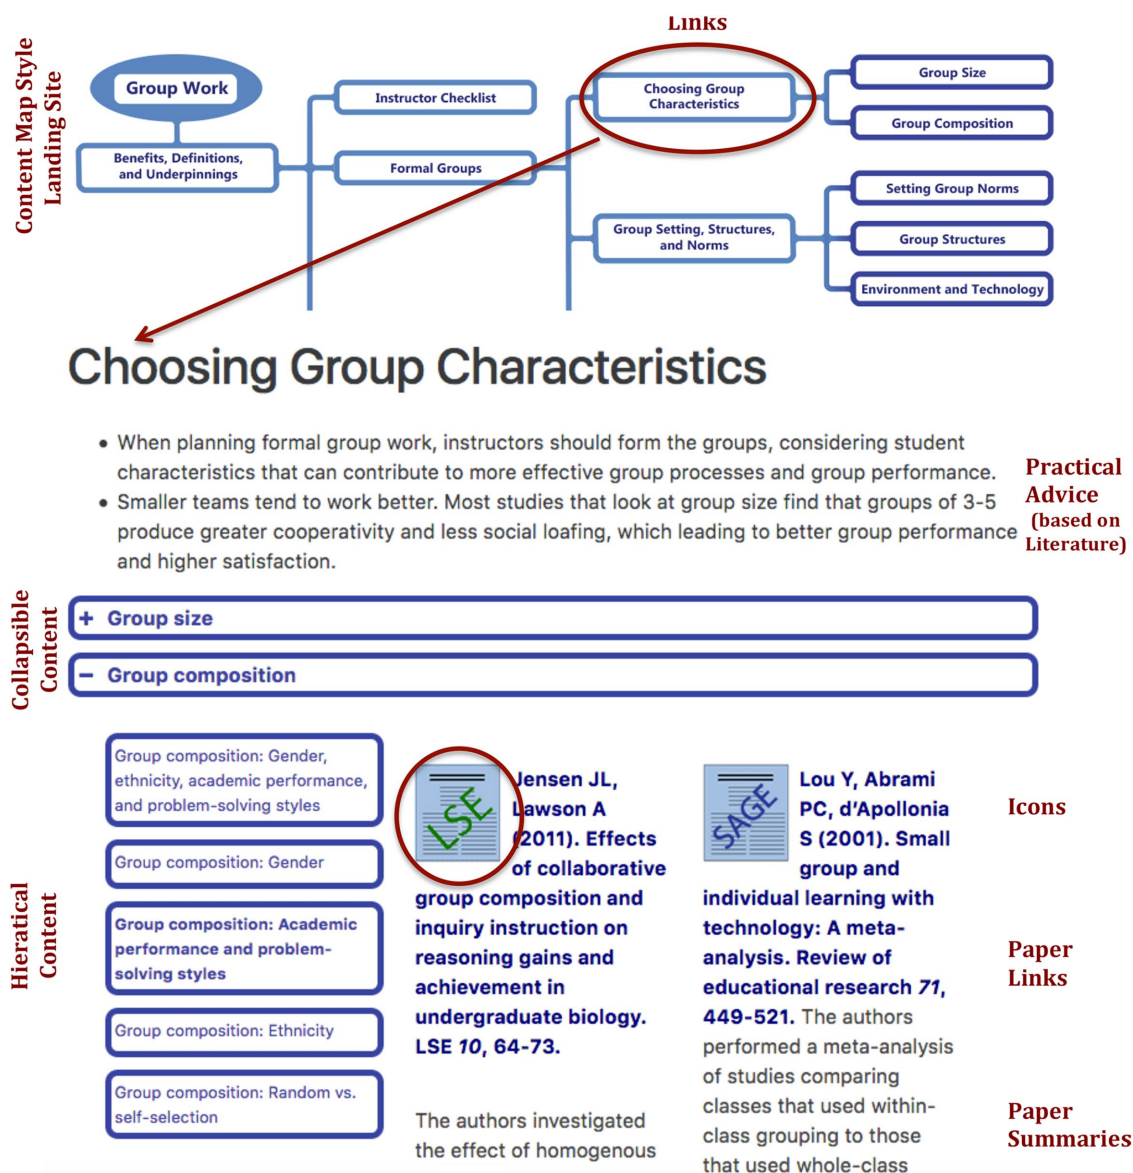 Links
Content Map Style
Landing Site
Group Work
Benefits, Definitions,
and Underpinnings
Instructor Checklist
Formal Groups
Choosing Group
Characteristics
Group Setting, Structures,
and Norms
Group Size
Group Composition
Setting Group Norms
Group Structures
Environment and Technology
Choosing Group Characteristics
• When planning formal group work, instructors should form the groups, considering student
characteristics that can contribute to more effective group processes and group performance.
• Smaller teams tend to work better. Most studies that look at group size find that groups of 3-5
produce greater cooperativity and less social loafing, which leading to better group performance
and higher satisfaction.
Practical
Advice
(based on
Literature)
Collapsible
Content
+ Group size
− Group composition
Hieratical
Content
Group composition: Gender,
ethnicity, academic performance,
and problem-solving styles
Group composition: Gender
Group composition: Academic
performance and problem-
solving styles
Group composition: Ethnicity
Group composition: Random vs.
self-selection
LSE
Jensen JL,
Lawson A
(2011). Effects
of collaborative
group composition and
inquiry instruction on
reasoning gains and
achievement in
undergraduate biology.
LSE 10, 64-73.
The authors investigated
the effect of homogenous
SAGE
Lou Y, Abrami
PC, d’Apollonia
S (2001). Small
group and
individual learning with
technology: A meta-
analysis. Review of
educational research 71,
449-521. The authors
performed a meta-analysis
of studies comparing
classes that used within-
class grouping to those
that used whole-class
Icons
Paper
Links
Paper
Summaries